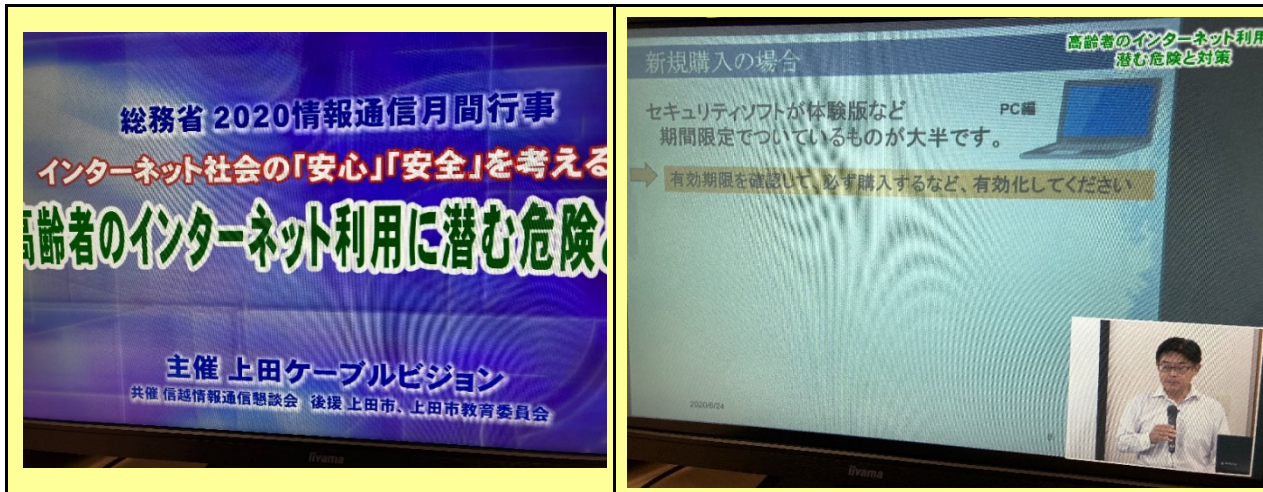 総務省 2020情報通信月間行事
インターネット社会の「安心」「安全」を考える
高齢者のインターネット利用に潜む危険と
主催 上田ケーブルビジョン
共催 信越情報通信懇談会 後援 上田市、上田市教育委員会
iiyama
高齢者のインターネット利用
潜む危険と対策
新規購入の場合
セキュリティソフトが体験版など
PC編
期間限定でついているものが大半です。
有効期限を確認して、必ず購入するなど、有効化してください
2020/6/24
iiyama